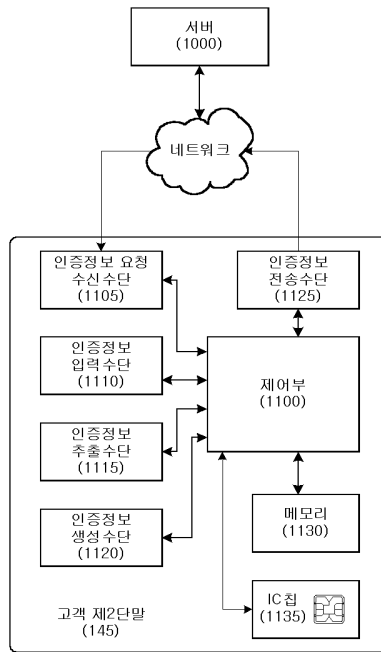 서버
(1000)
네트워크
인증정보 요청
수신수단
(1105)
인증정보
전송수단
(1125)
인증정보
입력수단
(1110)
제어부
(1100)
인증정보
추출수단
(1115)
인증정보
생성수단
(1120)
메모리
(1130)
IC칩
(1135)
고객 제2단말
(145)